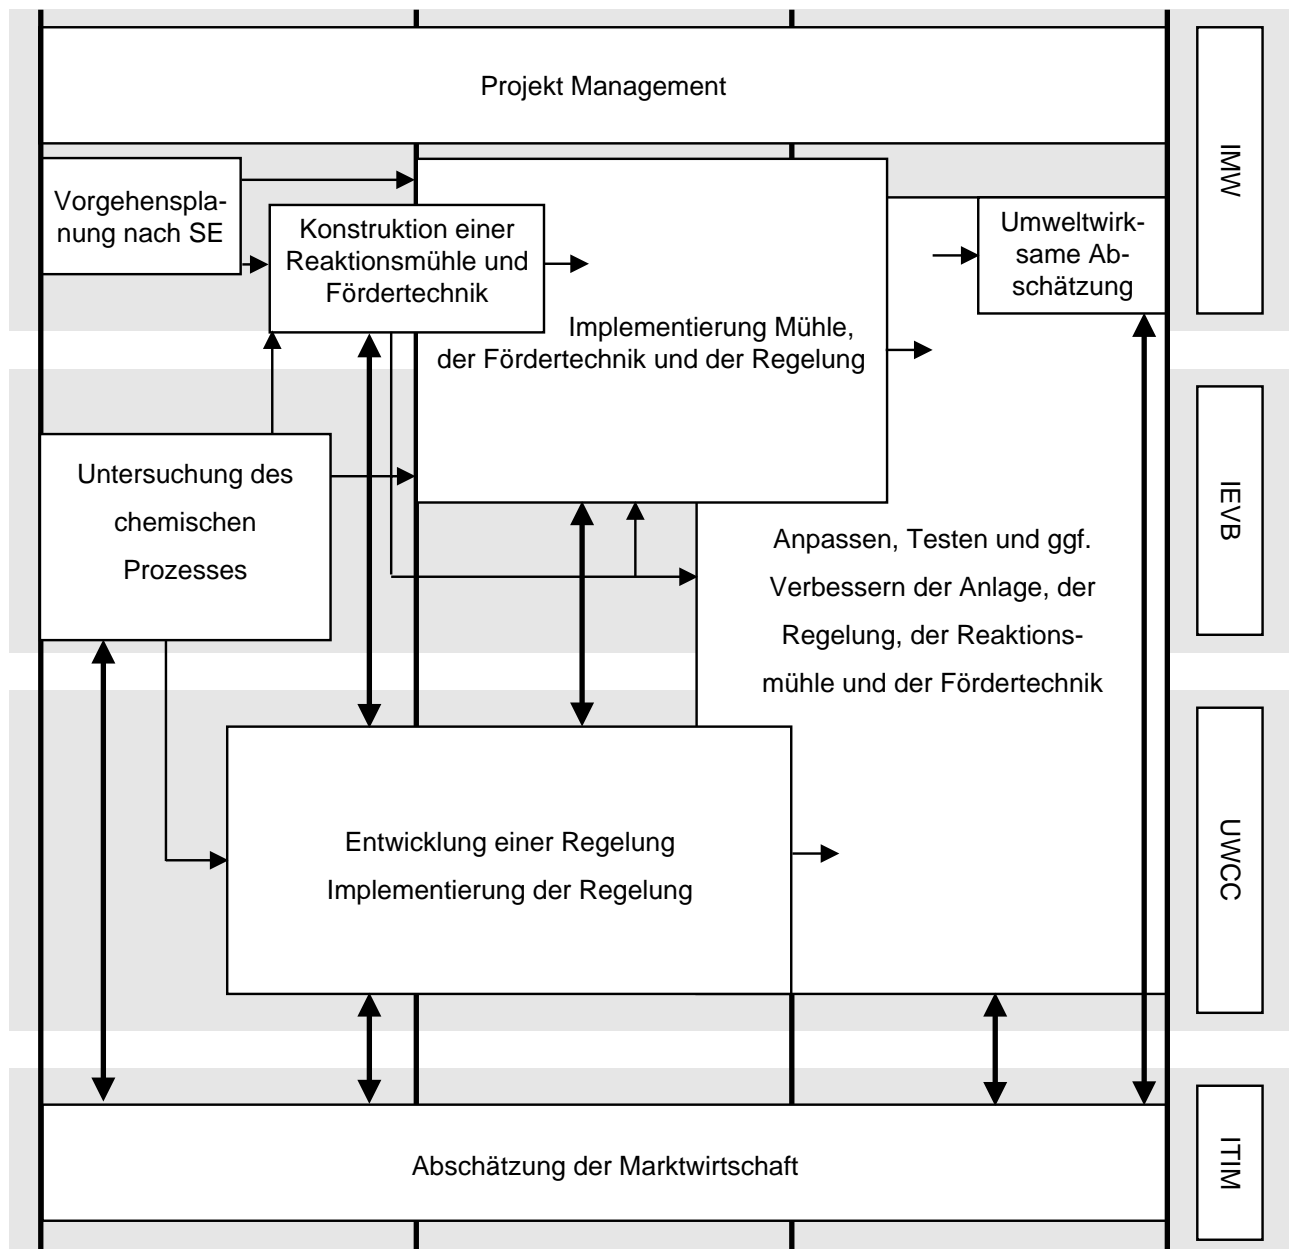 Projekt Management
IMW
Vorgehenspla-
nung nach SE
Konstruktion einer
Reaktionsmühle und
Fördertechnik
Umweltwirk-
same Ab-
schätzung
Implementierung Mühle,
der Fördertechnik und der Regelung
IEVB
Untersuchung des
chemischen
Prozesses
Anpassen, Testen und ggf.
Verbessern der Anlage, der
Regelung, der Reaktions-
mühle und der Fördertechnik
UWCC
Entwicklung einer Regelung
Implementierung der Regelung
ITIM
Abschätzung der Marktwirtschaft